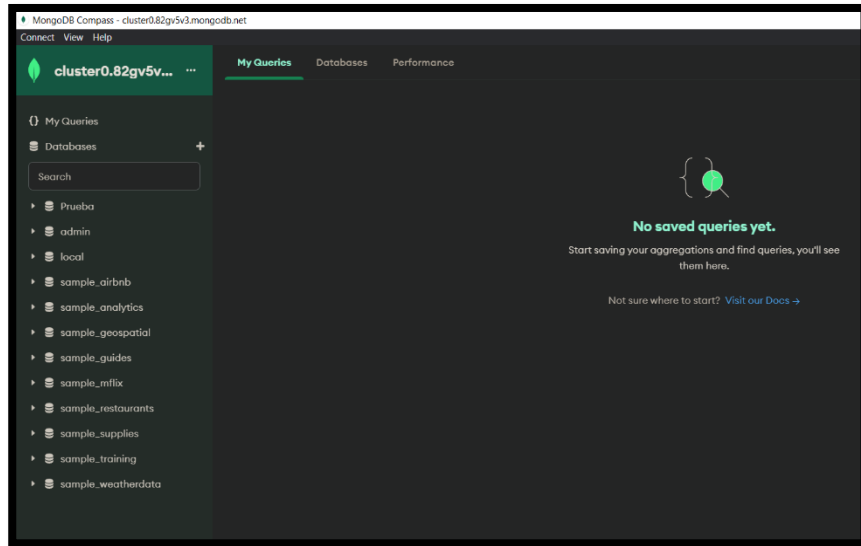 MongoDB Compass - cluster0.82gv5v3.mongodb.net
Connect View Help
cluster0.82gv5v... ...
My Queries Databases Performance
{} My Queries
Databases +
Search
Prueba
admin
local
sample_airbnb
sample_analytics
sample_geospatial
sample_guides
sample_mflix
sample_restaurants
sample_supplies
sample_training
sample_weatherdata
No saved queries yet.
Start saving your aggregations and find queries, you'll see
them here.
Not sure where to start? Visit our Docs →